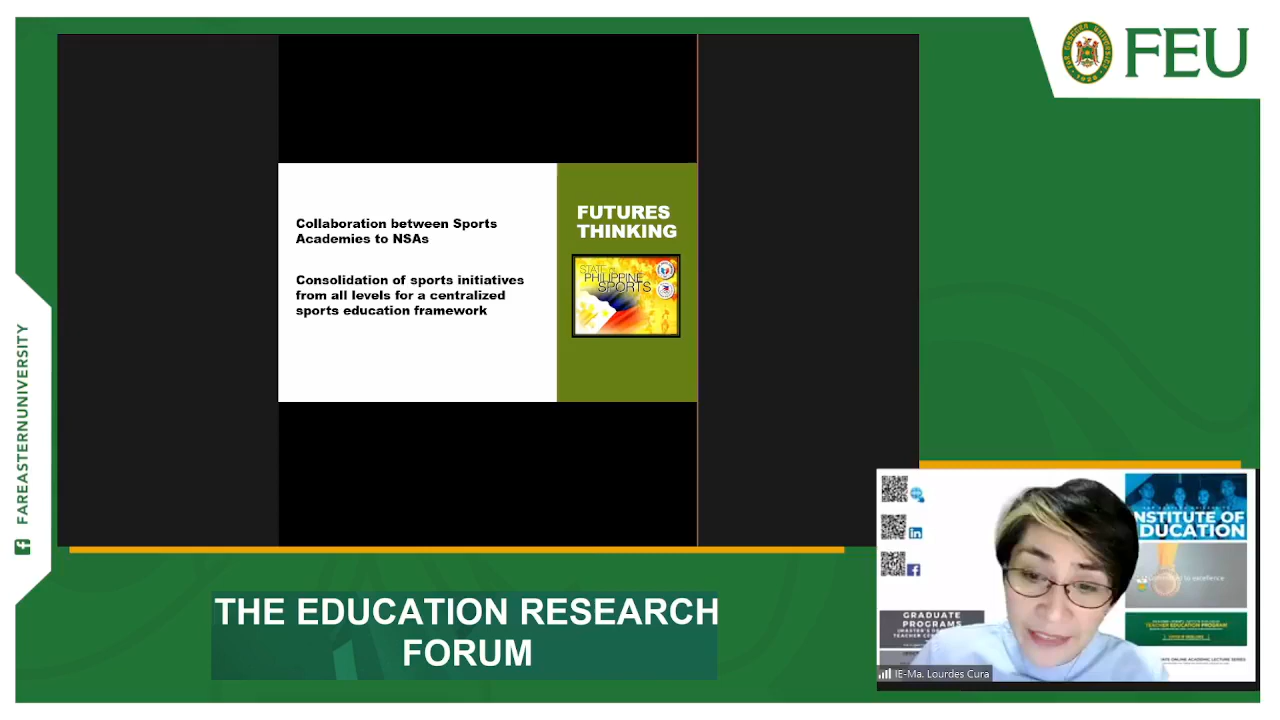 FEU
Collaboration between Sports
Academies to NSAs
Consolidation of sports initiatives
from all levels for a centralized
sports education framework
FUTURES
THINKING
STATE
PHILIPPINE
SPORTS
FAREASTERNUNIVERSITY
THE EDUCATION RESEARCH
FORUM
NSTITUTE OF
DUCATION
GRADUATE
PROGRAMS
TEACHER EDUCATION PROGRAM
IE-Ma. Lourdes Cura